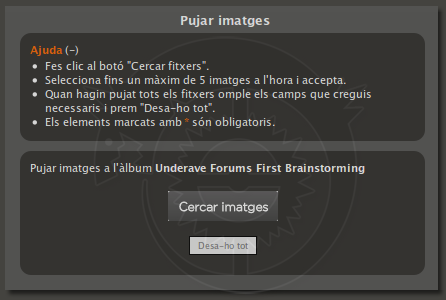 Pujar imatges
Ajuda (-)
• Fes clic al botó "Cercar fitxers".
• Selecciona fins un màxim de 5 imatges a l'hora i accepta.
• Quan hagin pujat tots els fitxers omple els camps que creguis
necessaris i prem "Desa-ho tot".
• Els elements marcats amb * són obligatoris.
Pujar imatges a l'àlbum Underave Forums First Brainstorming
Cercar imatges
Desa-ho tot